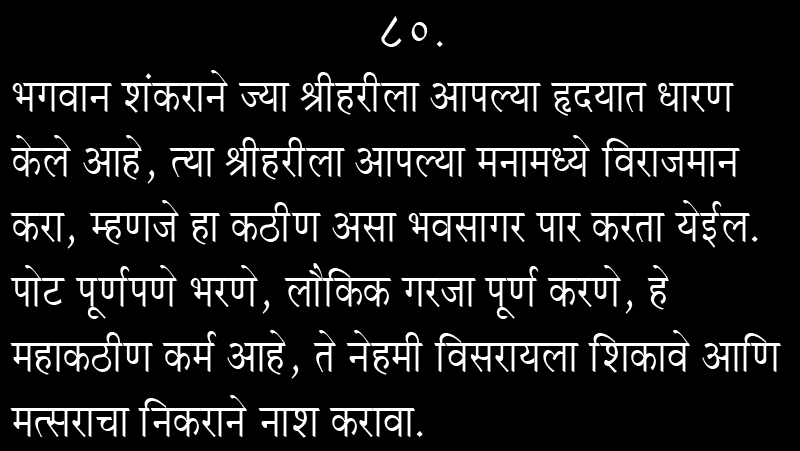 ८०.
भगवान शंकराने ज्या श्रीहरीला आपल्या हृदयात धारण
केले आहे, त्या श्रीहरीला आपल्या मनामध्ये विराजमान
करा, म्हणजे हा कठीण असा भवसागर पार करता येईल.
पोट पूर्णपणे भरणे, लौकिक गरजा पूर्ण करणे, हे
महाकठीण कर्म आहे, ते नेहमी विसरायला शिकावे आणि
मत्सराचा निकराने नाश करावा.